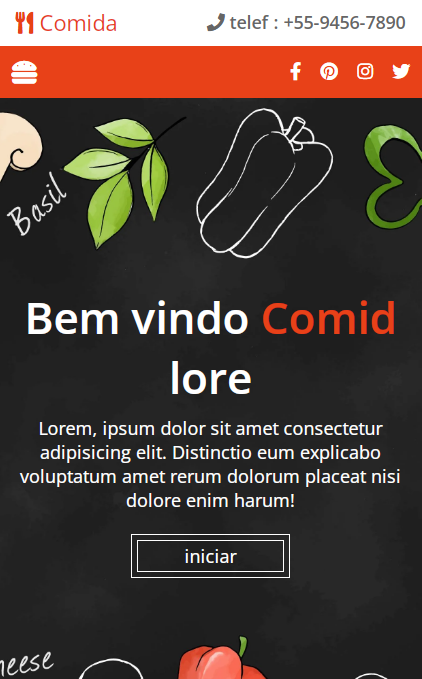 Comida
telef : +55-9456-7890
Basil
Bem vindo Comid
lore
Lorem, ipsum dolor sit amet consectetur
adipisicing elit. Distinctio eum explicabo
voluptatum amet rerum dolorum placeat nisi
dolore enim harum!
iniciar
heese